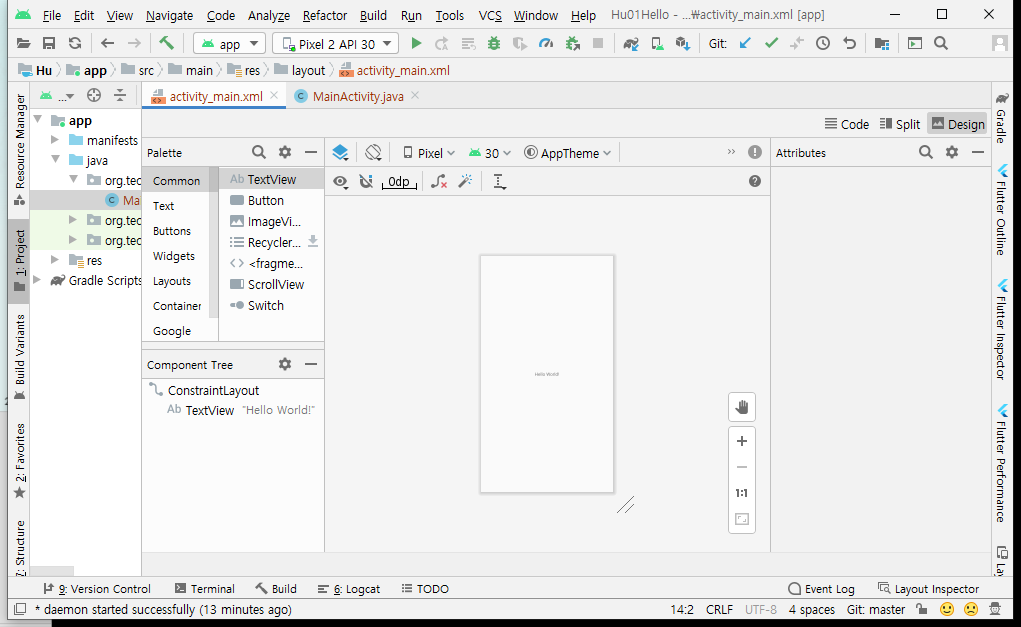 File Edit View Navigate Code Analyze Refactor Build Run Tools VCS Window Help Hu01Hello - ...₩activity_main.xml [app]
app Pixel 2 API 30 Git:
Hu app src main res layout activity_main.xml
... activity_main.xml MainActivity.java
Code Split Design
Resource Manager
1: Project
Build Variants
2: Favorites
7: Structure
app
manifests
java
org.tec
Ma
org.tec
org.tec
res
Gradle Scripts
Palette
Common
Text
Buttons
Widgets
Layouts
Container
Google
Ab TextView
Button
ImageVi...
Recycler...
<> <fragme...
ScrollView
Switch
Component Tree
ConstraintLayout
Ab TextView "Hello World!"
Pixel 30 AppTheme »
0dp
Hello World!
1:1
Attributes
Gradle
Flutter Outline
Flutter Inspector
Flutter Performance
9: Version Control Terminal Build 6: Logcat TODO Event Log Layout Inspector
* daemon started successfully (13 minutes ago) 14:2 CRLF UTF-8 4 spaces Git: master